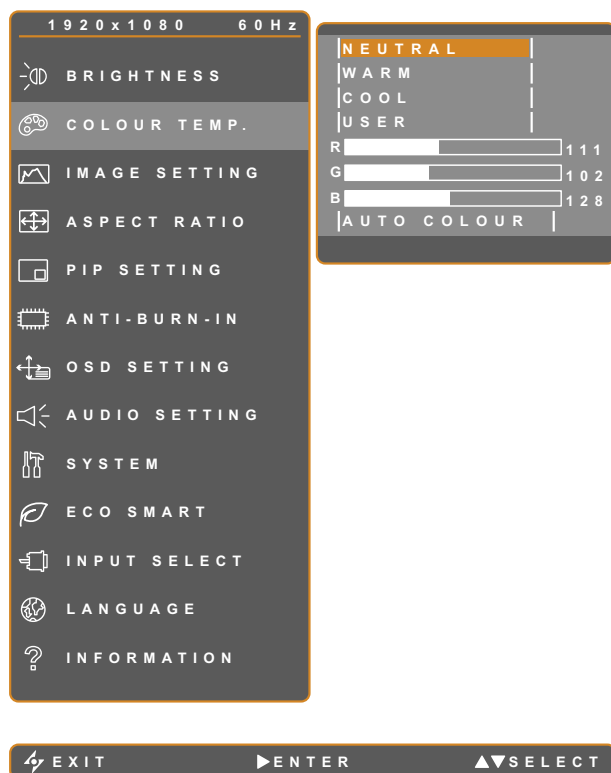 1920x1080 60Hz
BRIGHTNESS
COLOUR TEMP.
IMAGE SETTING
ASPECT RATIO
PIP SETTING
ANTI-BURN-IN
OSD SETTING
AUDIO SETTING
SYSTEM
ECO SMART
INPUT SELECT
LANGUAGE
INFORMATION
NEUTRAL
WARM
COOL
USER
R 111
G 102
B 128
AUTO COLOUR
EXIT ENTER SELECT